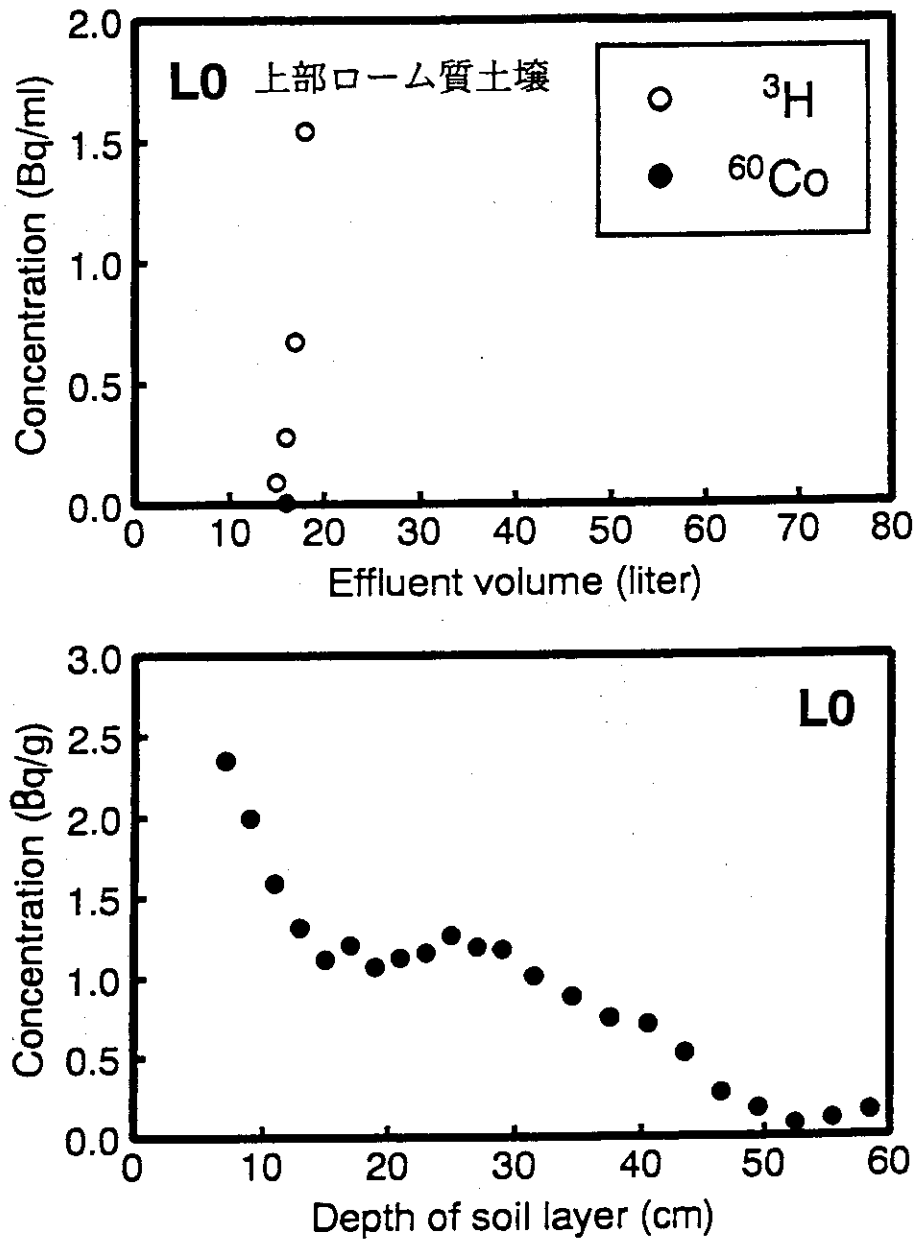 2.0
L0 上部ローム質土壌
³H
⁶⁰Co
1.5
1.0
0.5
0.0
Concentration (Bq/ml)
0 10 20 30 40 50 60 70 80
Effluent volume (liter)
3.0
L0
2.5
2.0
1.5
1.0
0.5
0.0
Concentration (Bq/g)
0 10 20 30 40 50 60
Depth of soil layer (cm)